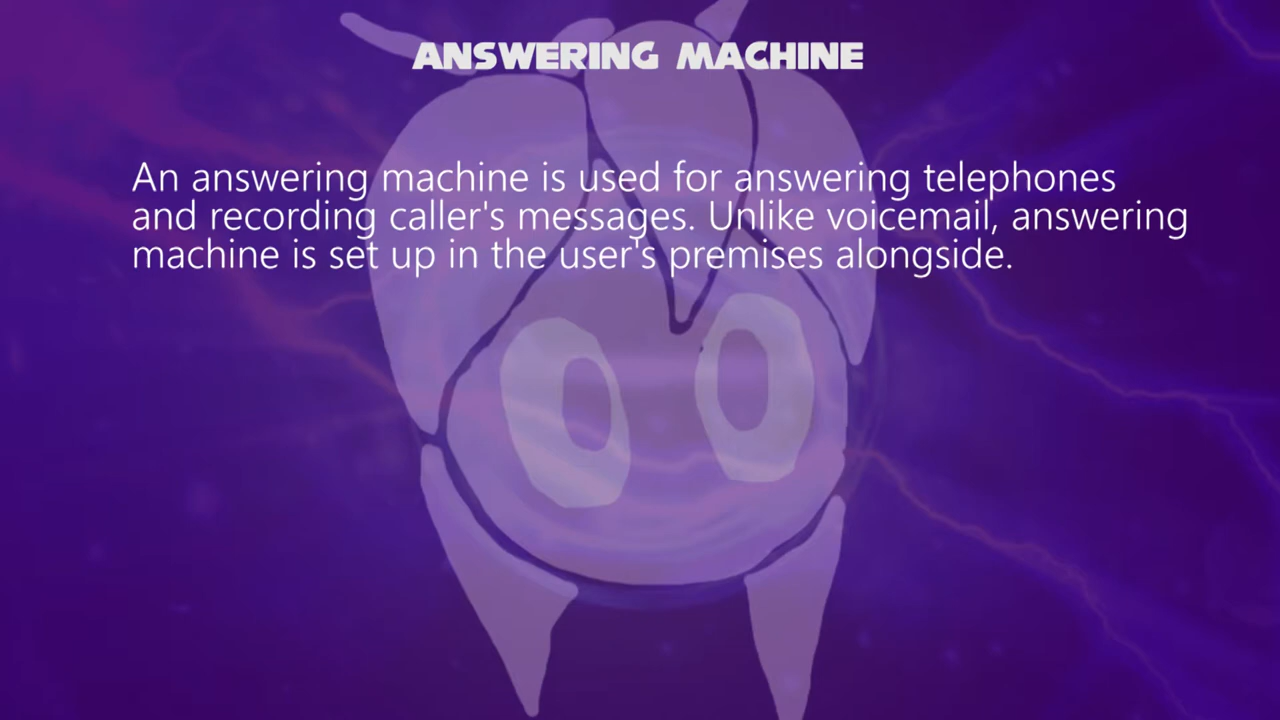 ANSWERING MACHINE
An answering machine is used for answering telephones
and recording caller's messages. Unlike voicemail, answering
machine is set up in the user's premises alongside.